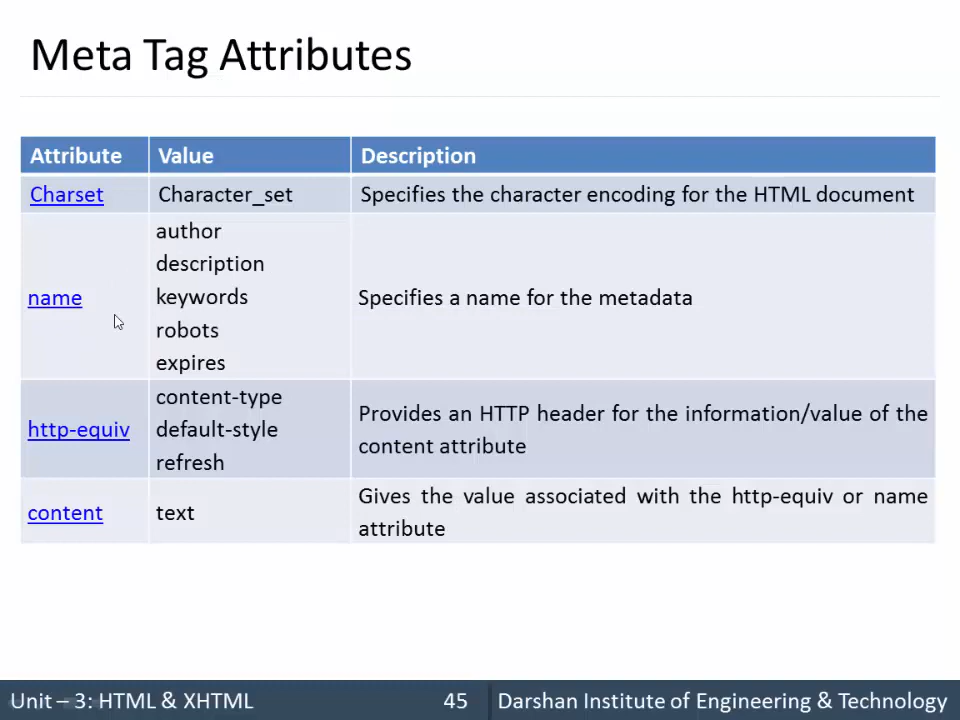 Meta Tag Attributes
Attribute Value Description
Charset Character_set Specifies the character encoding for the HTML document
name
author
description
keywords
robots
expires
Specifies a name for the metadata
http-equiv
content-type
default-style
refresh
Provides an HTTP header for the information/value of the
content attribute
content
text
Gives the value associated with the http-equiv or name
attribute
Unit – 3: HTML & XHTML 45 Darshan Institute of Engineering & Technology